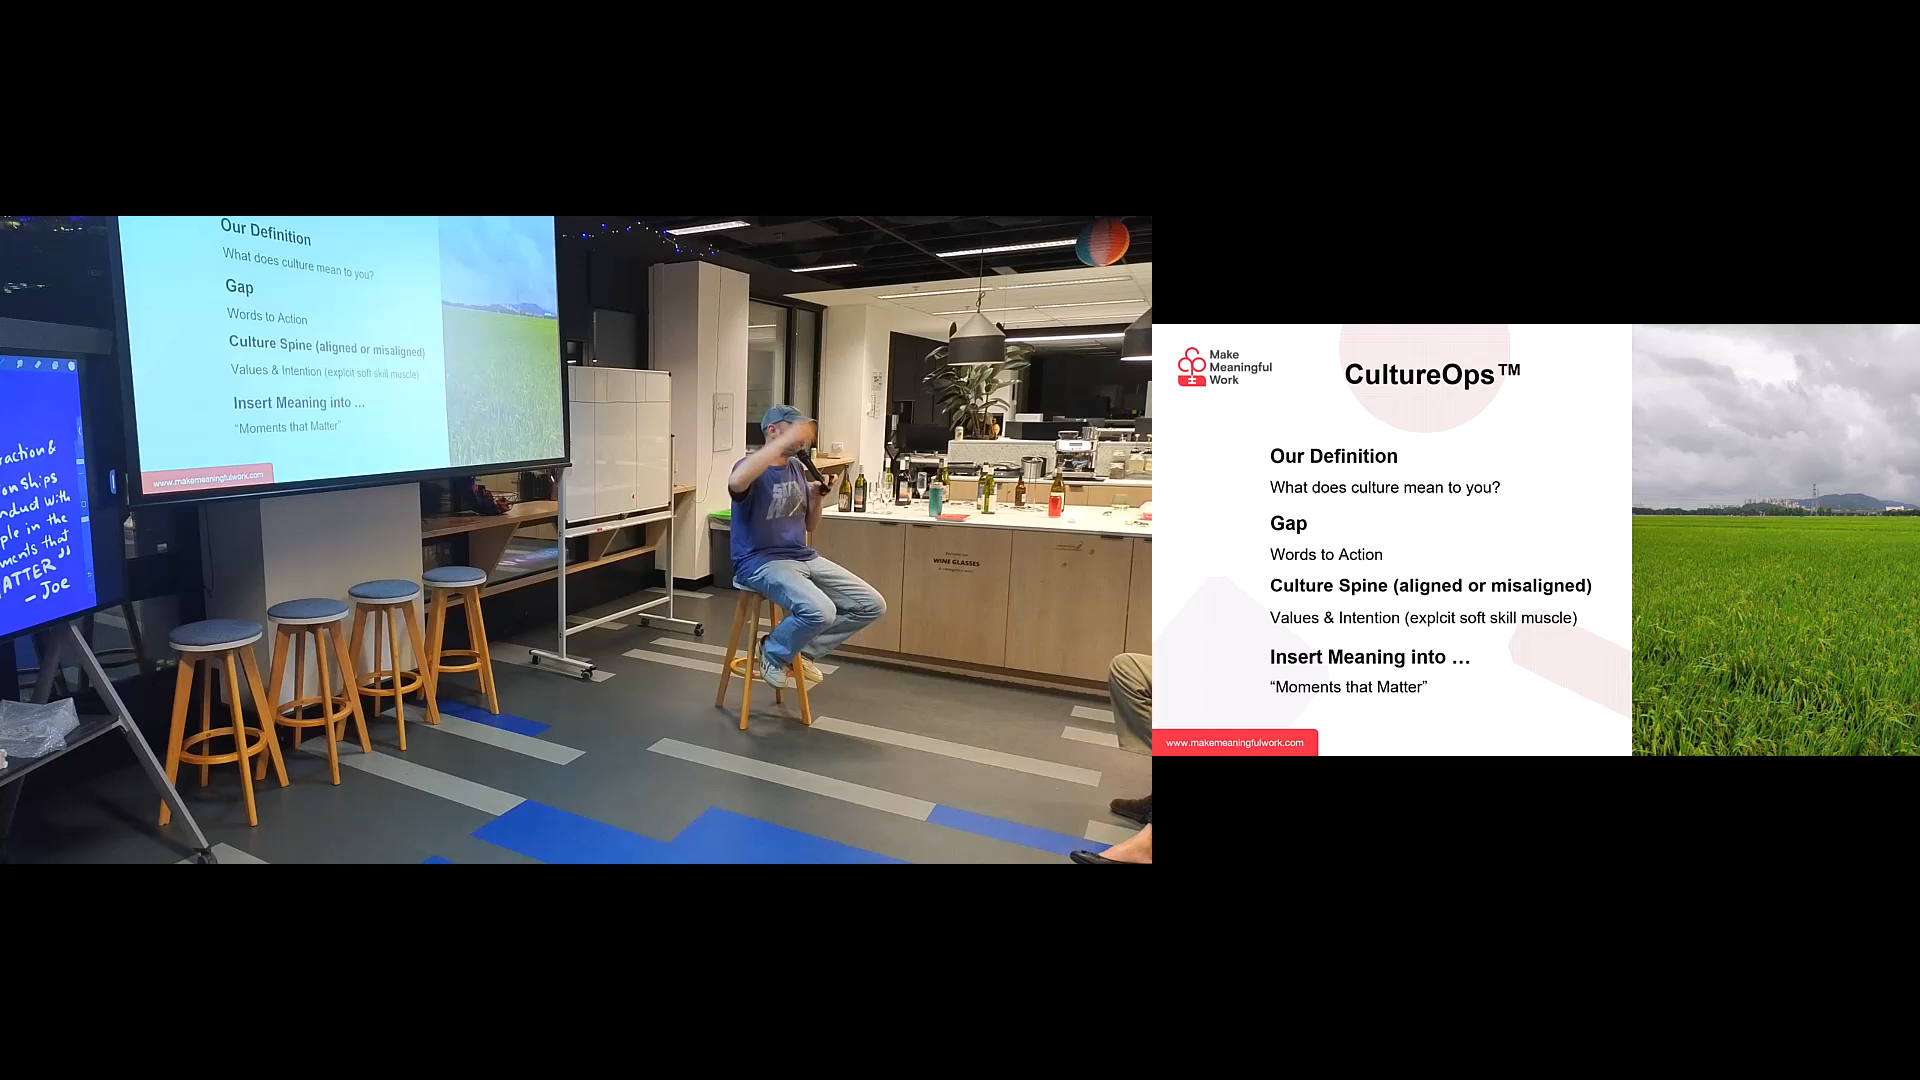 Our Definition
What does culture mean to you?
Gap
Words to Action
Culture Spine (aligned or misaligned)
Values & Intention (explcit soft skill muscle)
Insert Meaning into ...
“Moments that Matter”
www.makemeaningfulwork.com
raction &
onships
nduct with
ple in the
ments that
ATTER"
- Joe
WINE GLASSES
Make
Meaningful
Work
CultureOps™
Our Definition
What does culture mean to you?
Gap
Words to Action
Culture Spine (aligned or misaligned)
Values & Intention (explcit soft skill muscle)
Insert Meaning into …
“Moments that Matter”
www.makemeaningfulwork.com